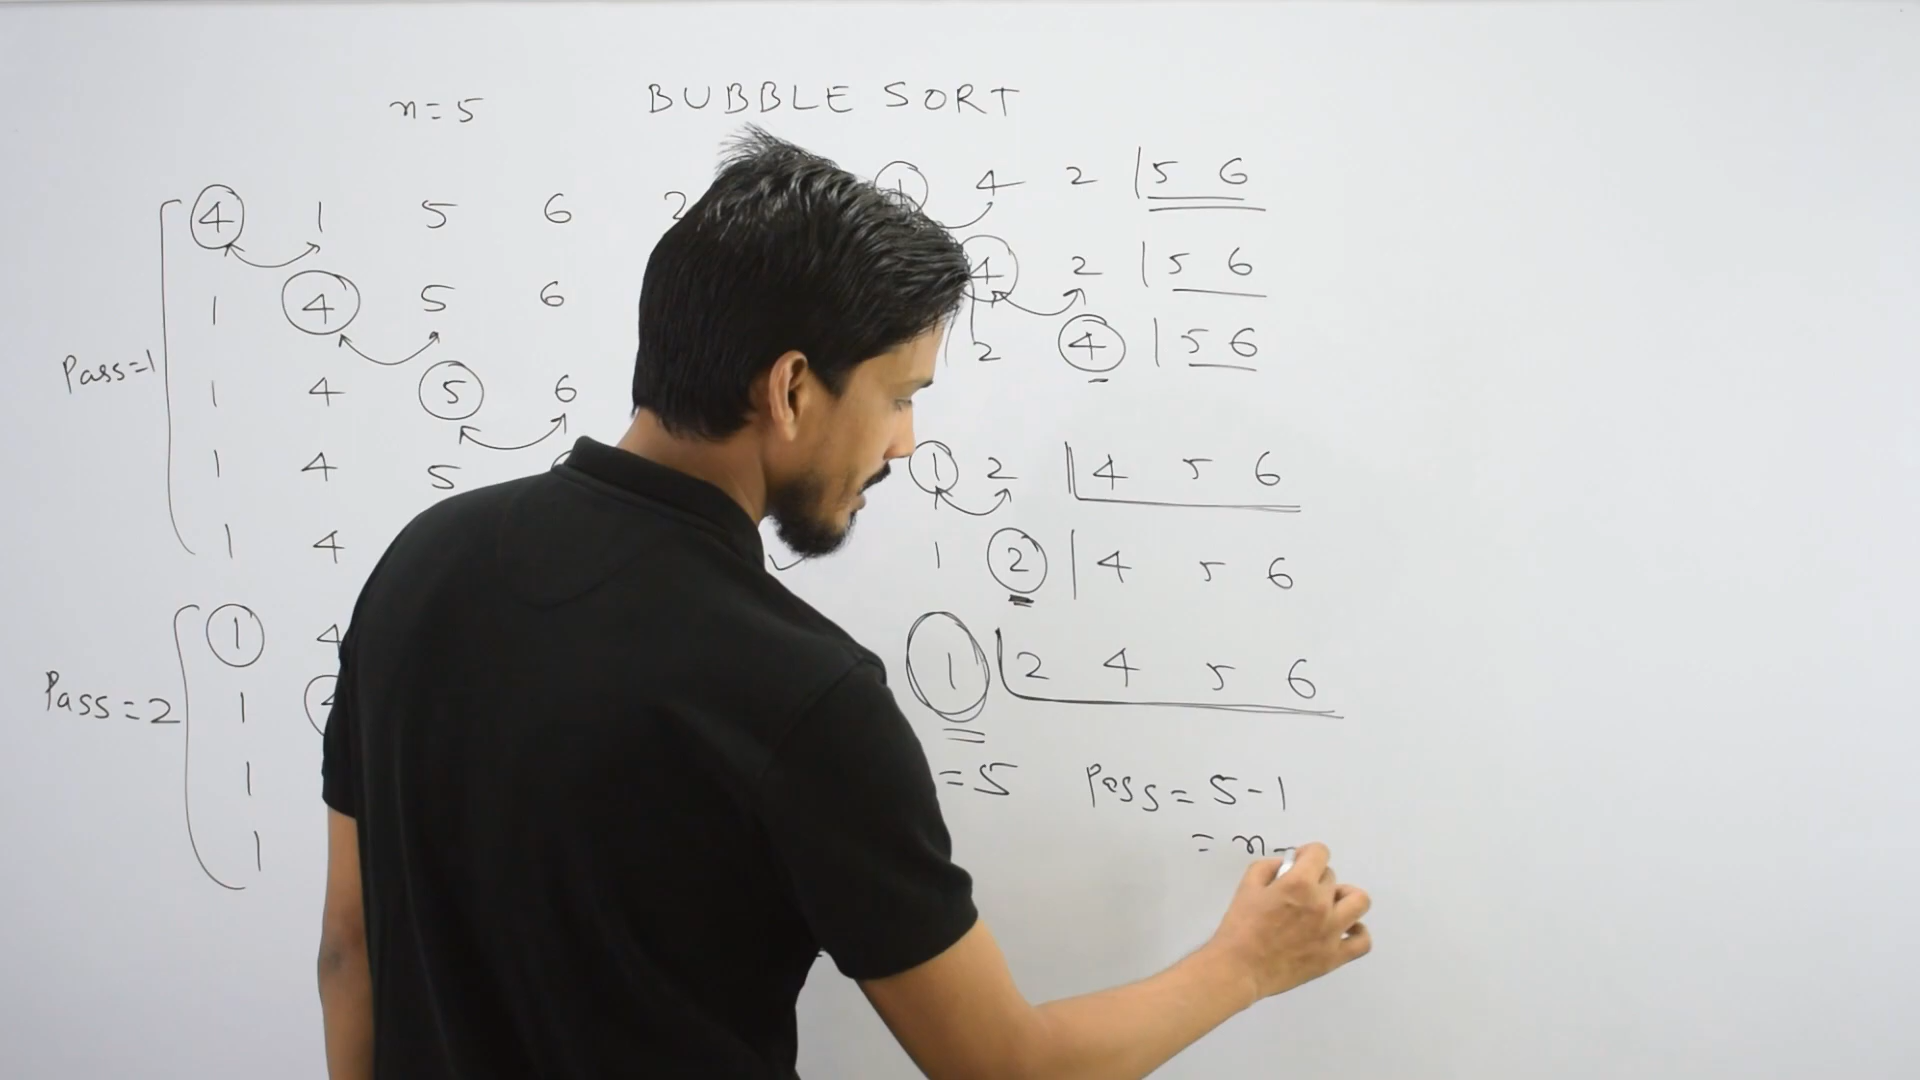 n=5
BUBBLE SORT
4 1 5 6 2
1 4 5 6
Pass=1
1 4 5 6
1 4 5
1 4
1 4
Pass=2
1
1
1
1 4 2 | 5 6
4 2 | 5 6
2 4 | 5 6
1 2 | 4 5 6
1 2 | 4 5 6
1 | 2 4 5 6
=5
Pass = 5-1
= n-